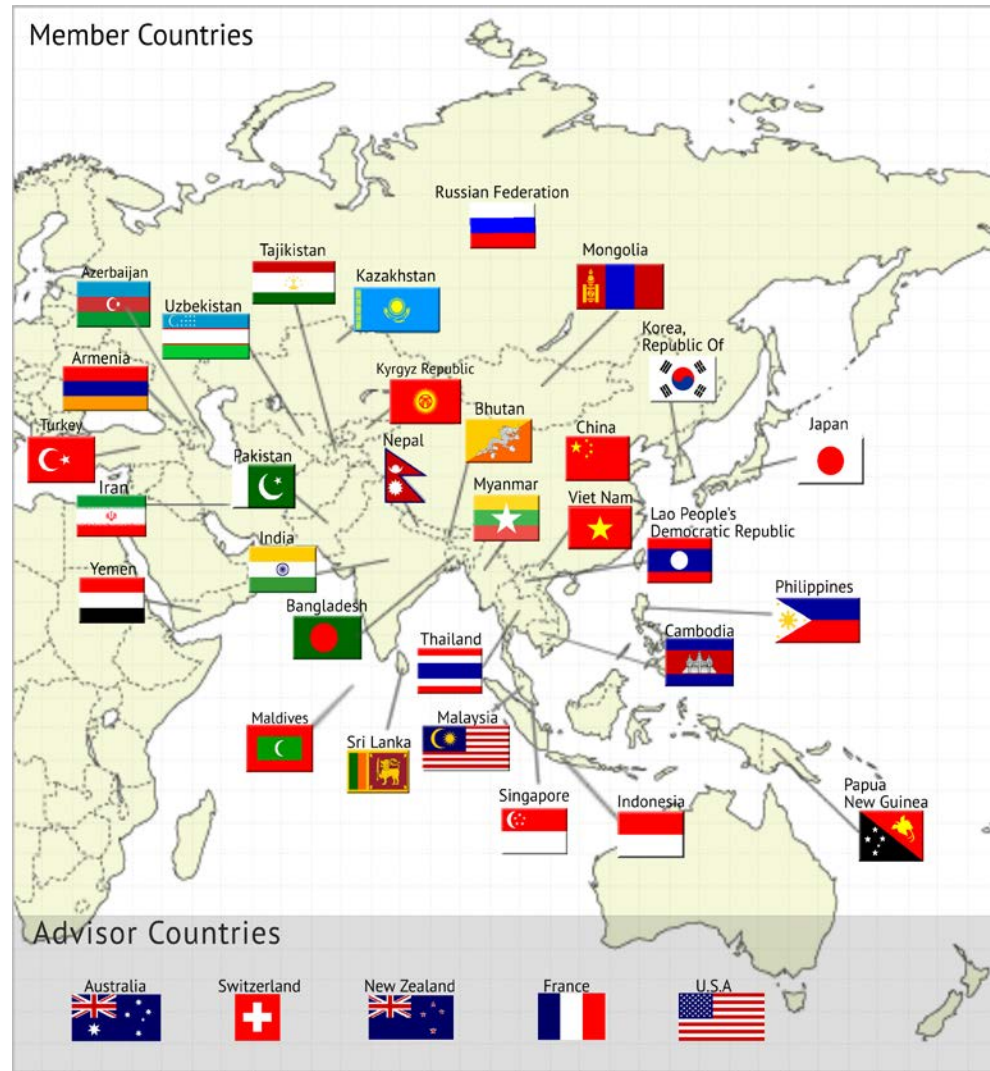 Member Countries
Russian Federation
Tajikistan
Mongolia
Azerbaijan
Kazakhstan
Uzbekistan
Korea,
Republic Of
Armenia
Kyrgyz Republic
Bhutan
Turkey
Nepal
China
Japan
Pakistan
Iran
Myanmar
Viet Nam
Lao People's
Democratic Republic
India
Yemen
Philippines
Bangladesh
Thailand
Cambodia
Maldives
Malaysia
Sri Lanka
Singapore
Indonesia
Papua
New Guinea
Advisor Countries
Australia
Switzerland
New Zealand
France
U.S.A